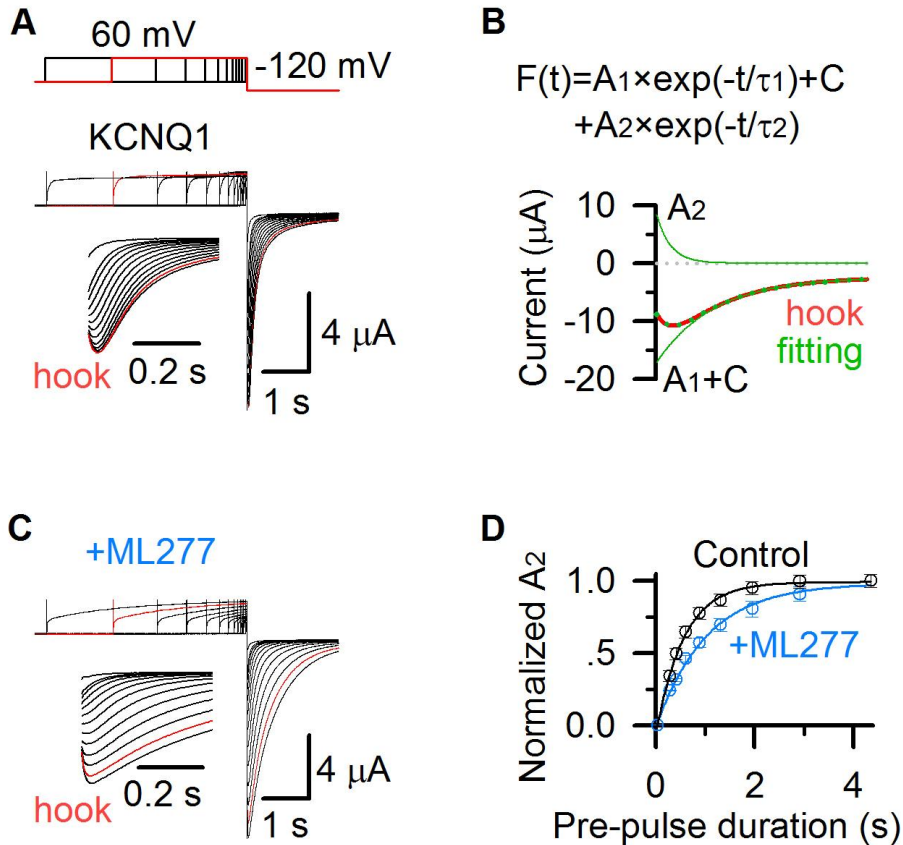 A
60 mV
-120 mV
KCNQ1
hook
0.2 s
4 μA
1 s
B
F(t)=A1×exp(-t/τ1)+C
+A2×exp(-t/τ2)
Current (μA)
10
0
-10
-20
A2
hook
fitting
A1+C
C
+ML277
hook
0.2 s
4 μA
1 s
D
Normalized A2
1.0
.5
0.0
Control
+ML277
0 2 4
Pre-pulse duration (s)